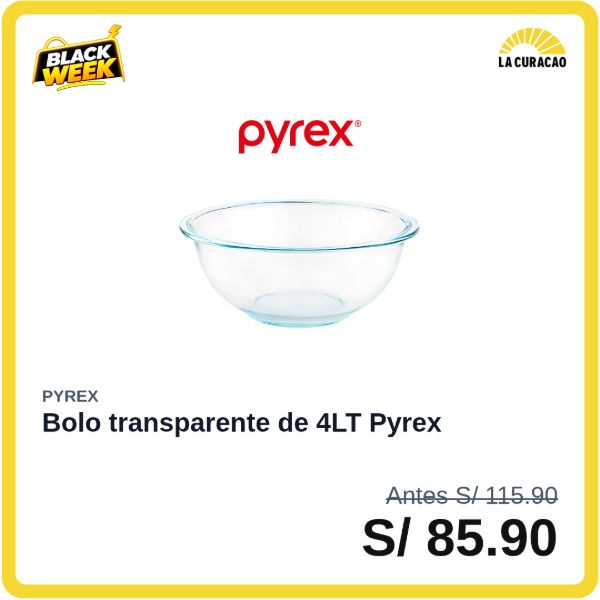 BLACK
WEEK
LA CURACAO
pyrex®
PYREX
Bolo transparente de 4LT Pyrex
Antes S/ 115.90
S/ 85.90